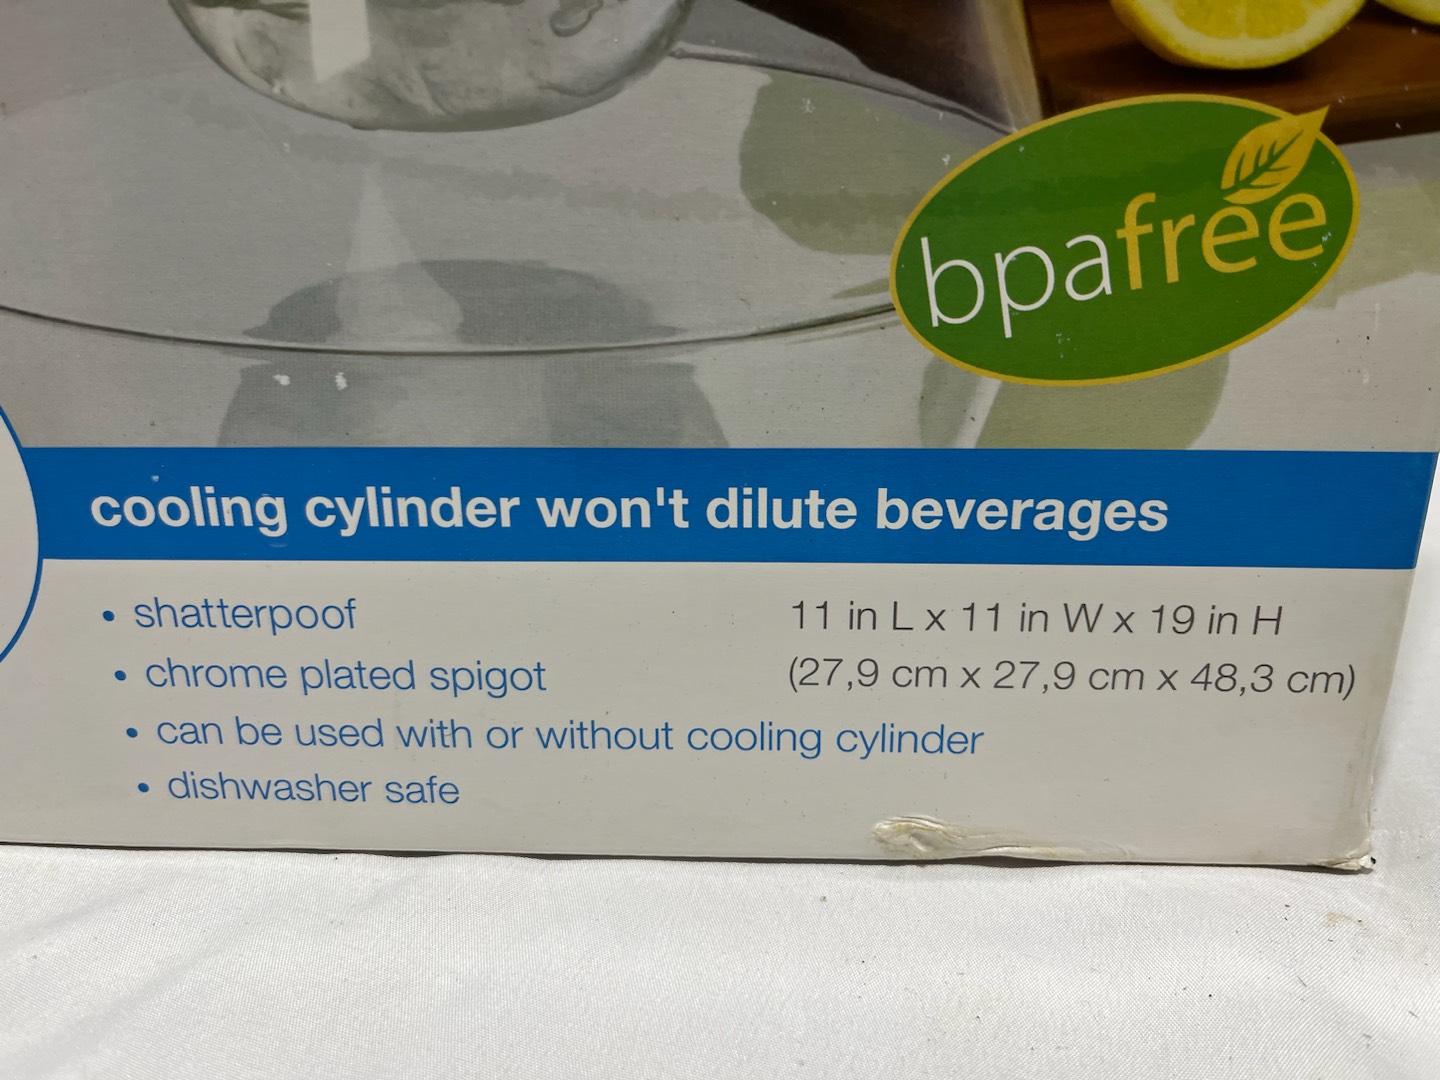 bpafree
cooling cylinder won't dilute beverages
• shatterpoof
• chrome plated spigot
• can be used with or without cooling cylinder
• dishwasher safe
11 in L x 11 in W x 19 in H
(27,9 cm x 27,9 cm x 48,3 cm)